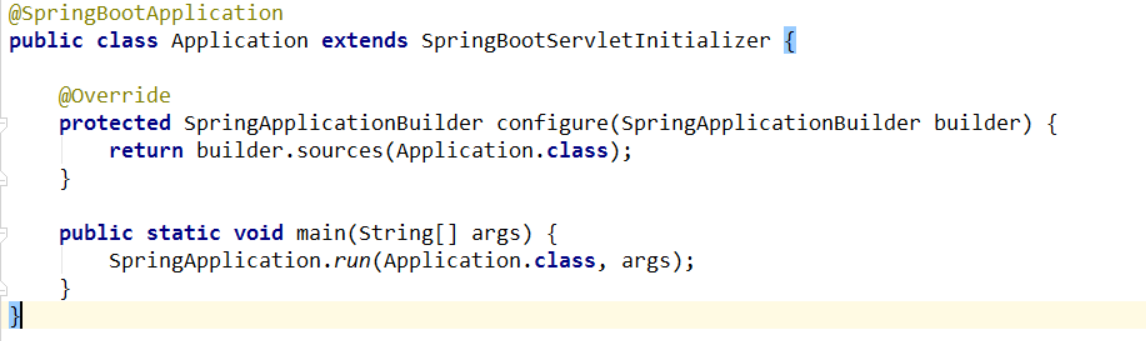 @SpringBootApplication
public class Application extends SpringBootServletInitializer {
@Override
protected SpringApplicationBuilder configure(SpringApplicationBuilder builder) {
return builder.sources(Application.class);
}
public static void main(String[] args) {
SpringApplication.run(Application.class, args);
}
}